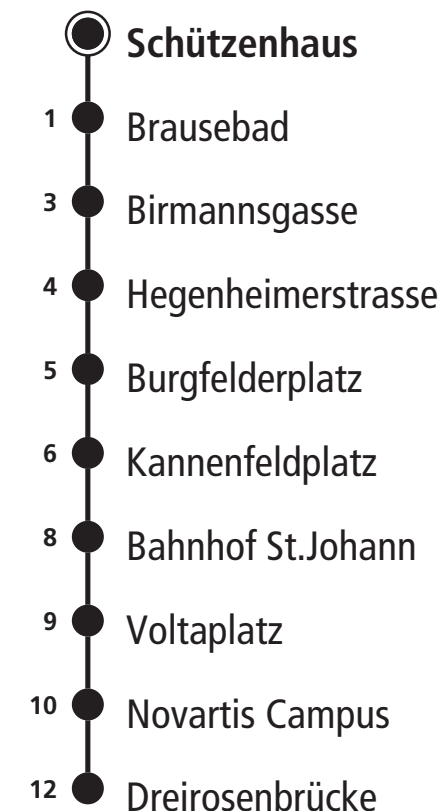 Schützenhaus
1 Brausebad
3 Birmannsgasse
4 Hegenheimerstrasse
5 Burgfelderplatz
6 Kannenfeldplatz
8 Bahnhof St.Johann
9 Voltaplatz
10 Novartis Campus
12 Dreirosenbrücke